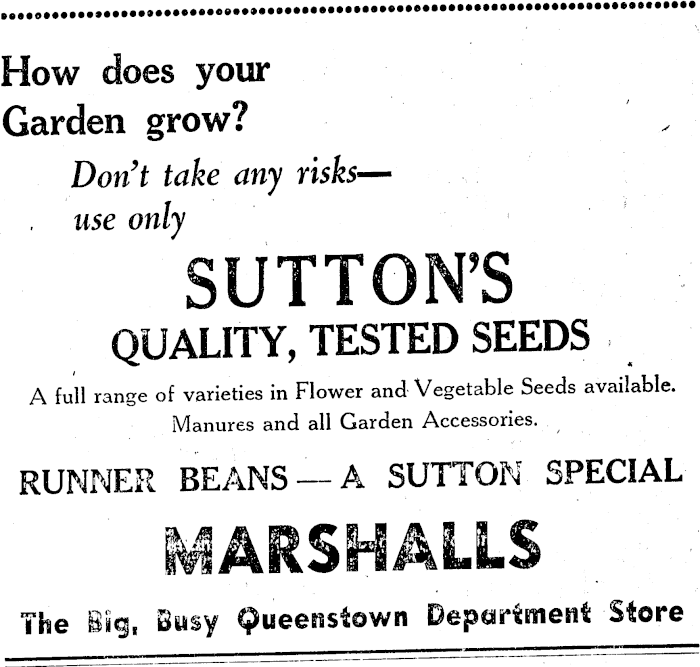 How does your
Garden grow?
Don't take any risks—
use only
SUTTON'S
QUALITY, TESTED SEEDS
A full range of varieties in Flower and Vegetable Seeds available.
Manures and all Garden Accessories.
RUNNER BEANS — A SUTTON SPECIAL
MARSHALLS
The Big, Busy Queenstown Department Store